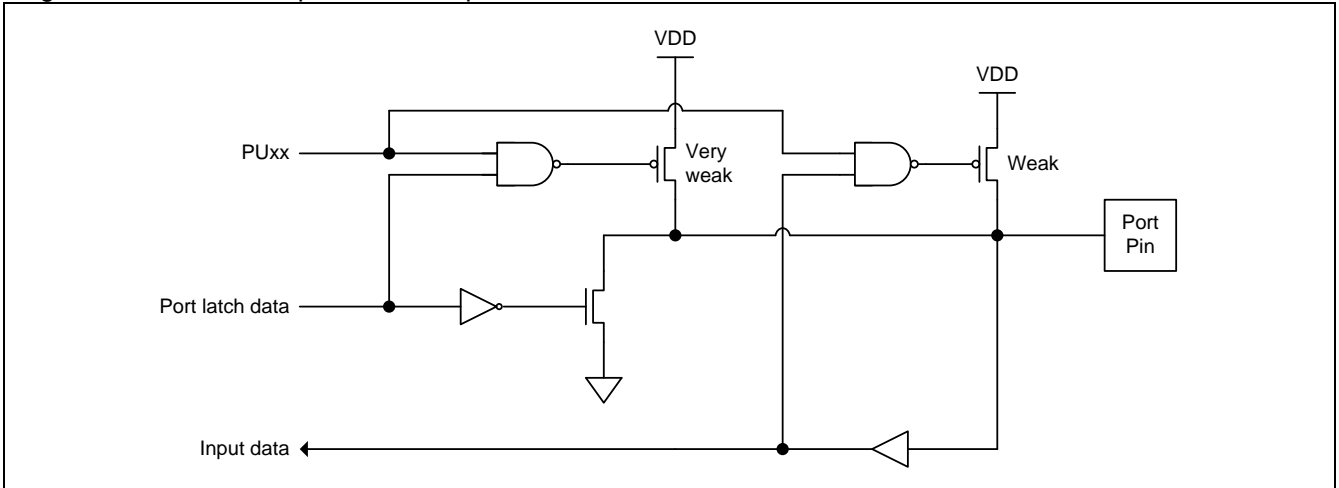 VDD
VDD
PUxx
Very
weak
Weak
Port
Pin
Port latch data
Input data